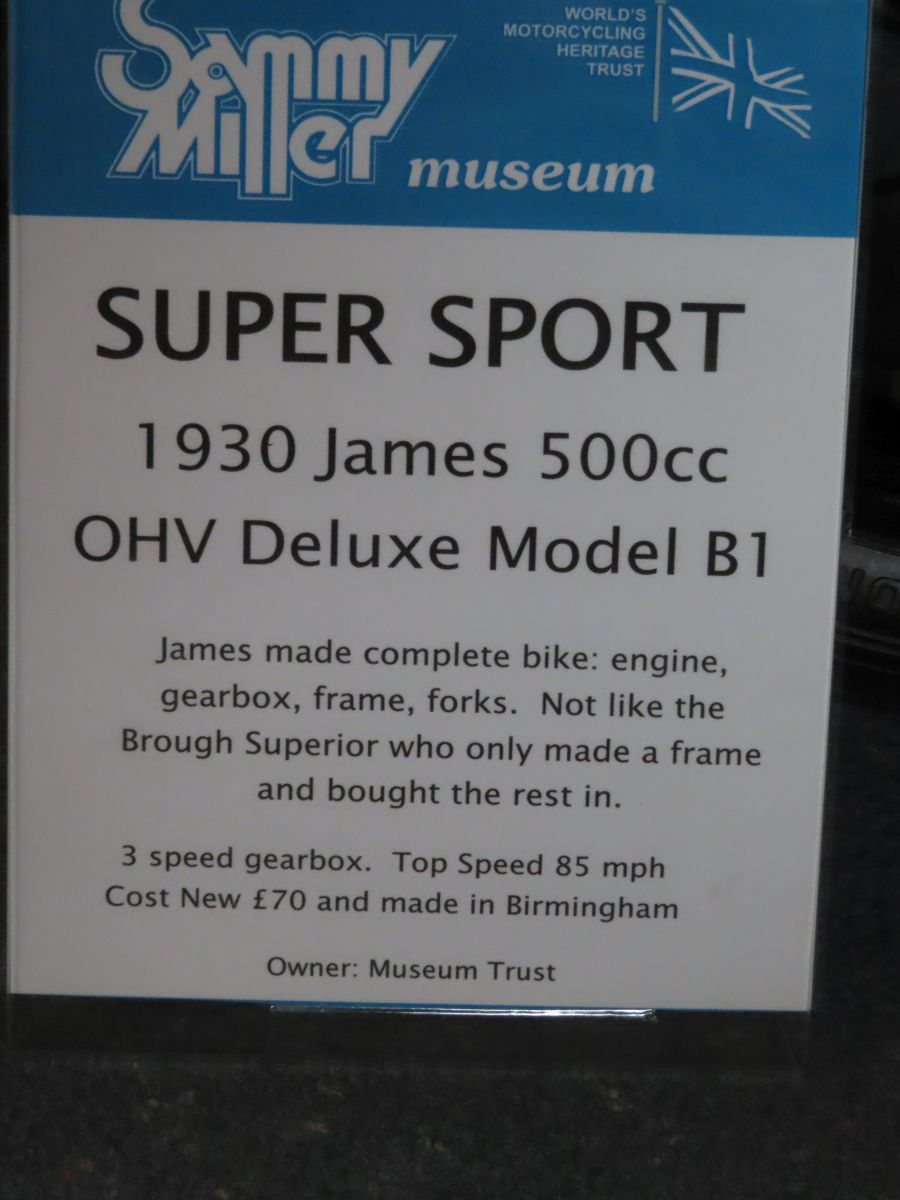 Sammy
Miller
museum
WORLD'S
MOTORCYCLING
HERITAGE
TRUST
SUPER SPORT
1930 James 500cc
OHV Deluxe Model B1
James made complete bike: engine,
gearbox, frame, forks. Not like the
Brough Superior who only made a frame
and bought the rest in.
3 speed gearbox. Top Speed 85 mph
Cost New £70 and made in Birmingham
Owner: Museum Trust